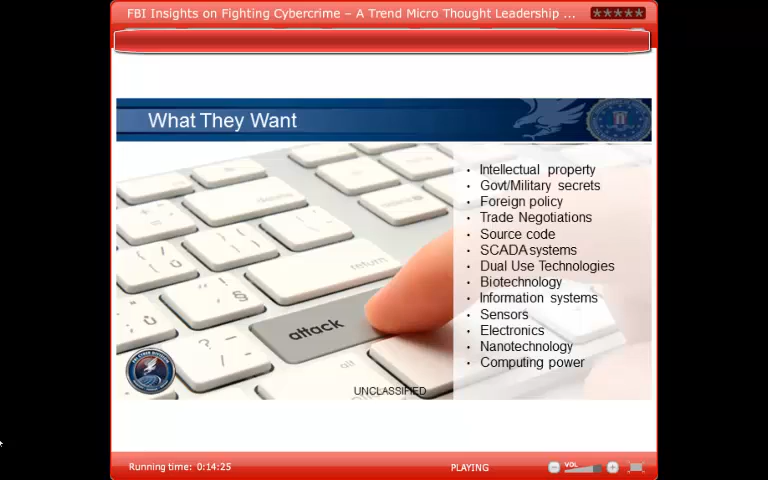 FBI Insights on Fighting Cybercrime – A Trend Micro Thought Leadership ...
What They Want
• Intellectual property
• Govt/Military secrets
• Foreign policy
• Trade Negotiations
• Source code
• SCADA systems
• Dual Use Technologies
• Biotechnology
• Information systems
• Sensors
• Electronics
• Nanotechnology
• Computing power
return
attack
alt
UNCLASSIFIED
Running time: 0:14:25
PLAYING
VOL